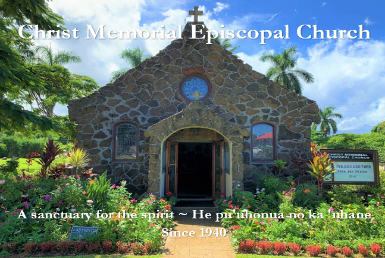 Christ Memorial Episcopal Church
A sanctuary for the spirit ~ He pu'uhonua no ka 'uhane
Since 1940